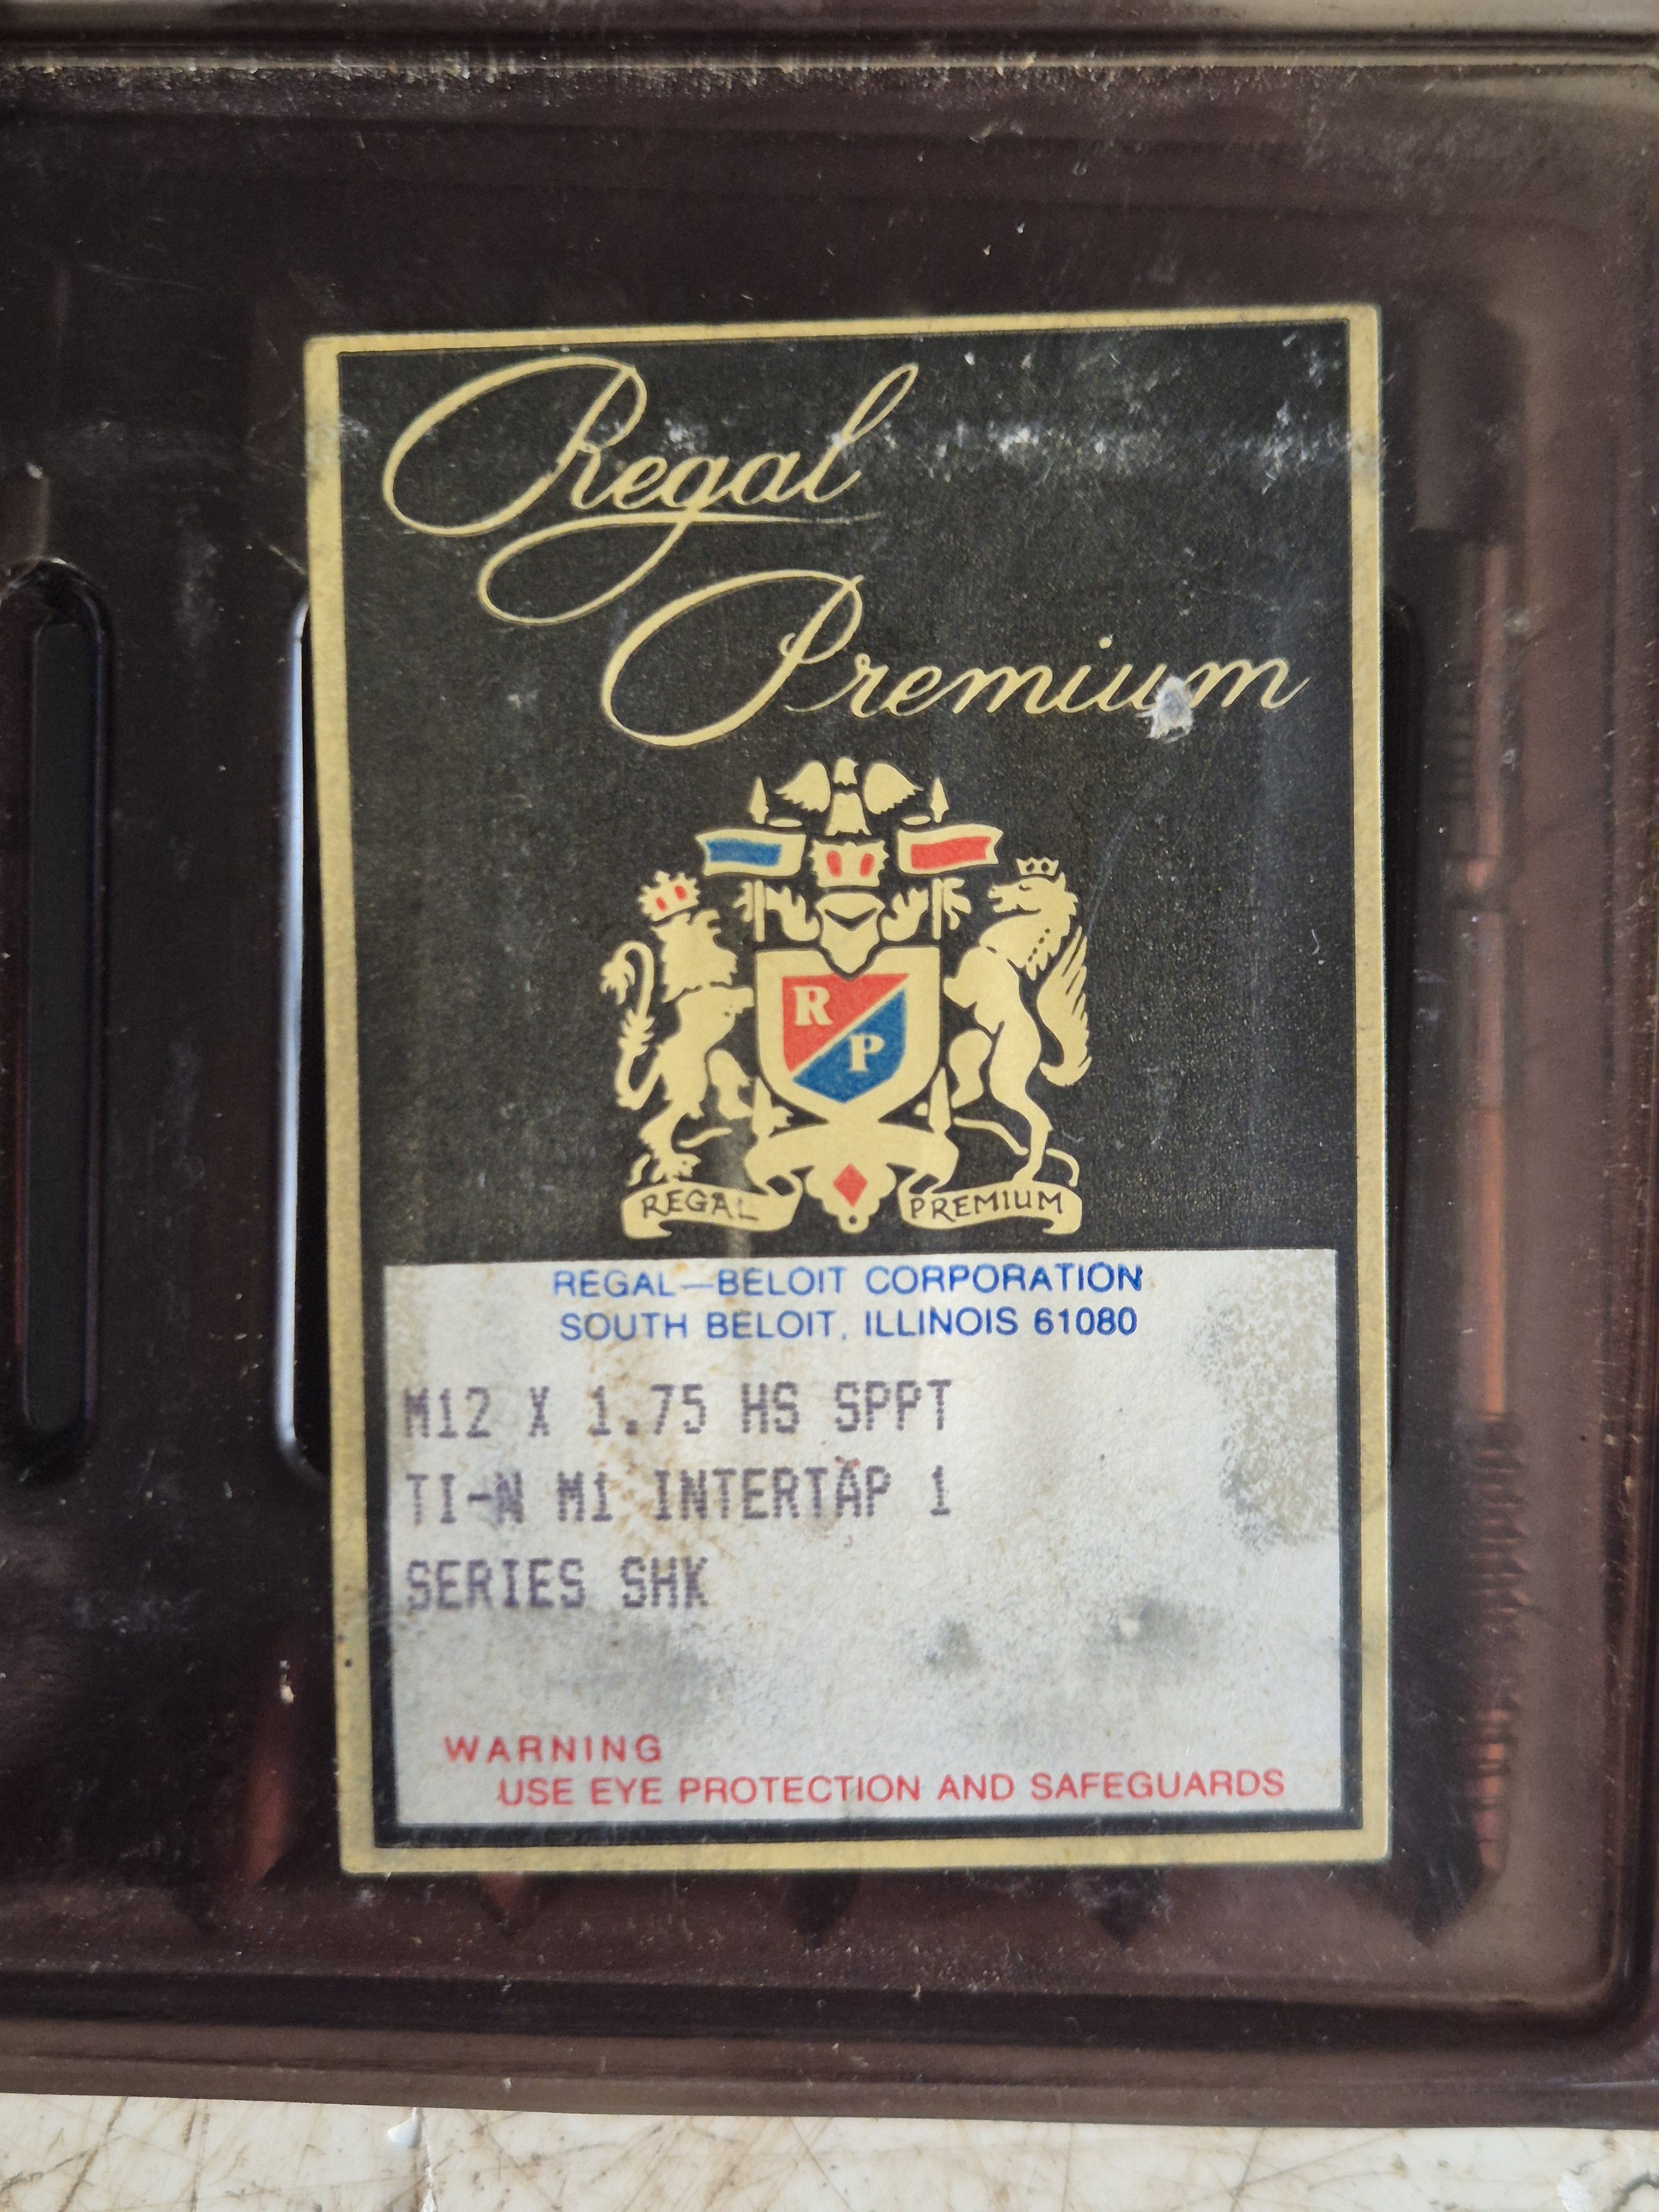 Regal
Premium
R
P
REGAL PREMIUM
REGAL—BELOIT CORPORATION
SOUTH BELOIT, ILLINOIS 61080
M12 X 1.75 HS SPPT
TI-N M1 INTERTAP 1
SERIES SHK
WARNING
USE EYE PROTECTION AND SAFEGUARDS